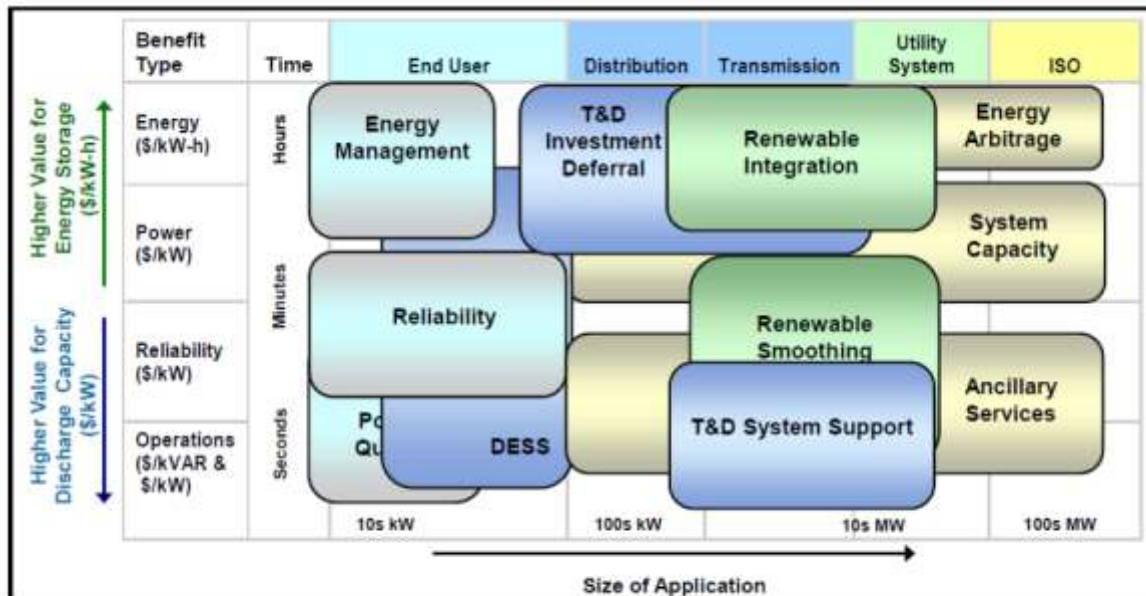 Benefit
Type
Time
End User
Distribution
Transmission
Utility
System
ISO
Higher Value for
Energy Storage
($/kW-h)
Higher Value for
Discharge Capacity
($/kW)
Energy
($/kW-h)
Power
($/kW)
Reliability
($/kW)
Operations
($/kVAR &
$/kW)
Hours
Minutes
Seconds
Energy
Management
T&D
Investment
Deferral
Renewable
Integration
Energy
Arbitrage
System
Capacity
Reliability
Renewable
Smoothing
Ancillary
Services
Po
Qu
DESS
T&D System Support
10s kW
100s kW
10s MW
100s MW
Size of Application